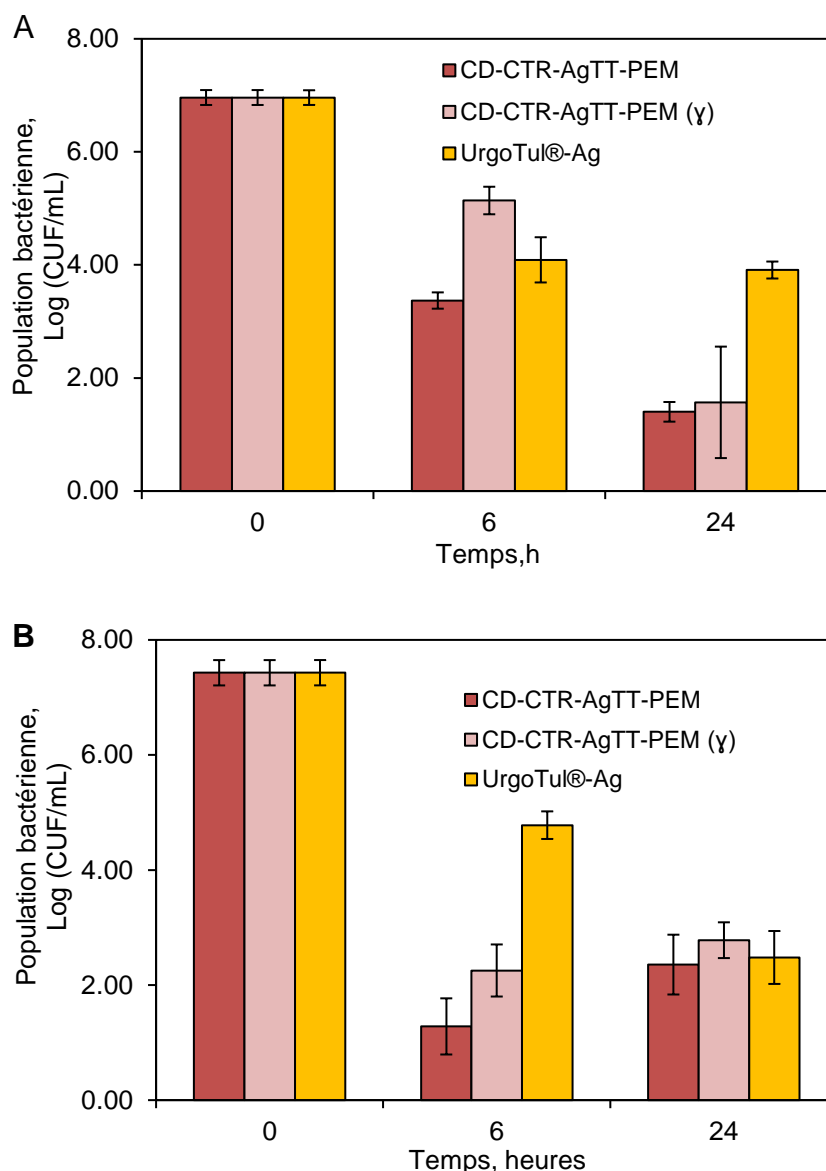 A
8.00
6.00
4.00
2.00
0.00
Population bactérienne,
Log (CUF/mL)
CD-CTR-AgTT-PEM
CD-CTR-AgTT-PEM (ɣ)
UrgoTul®-Ag
0 6 24
Temps,h
B
8.00
6.00
4.00
2.00
0.00
Population bactérienne,
Log (CUF/mL)
CD-CTR-AgTT-PEM
CD-CTR-AgTT-PEM (ɣ)
UrgoTul®-Ag
0 6 24
Temps, heures